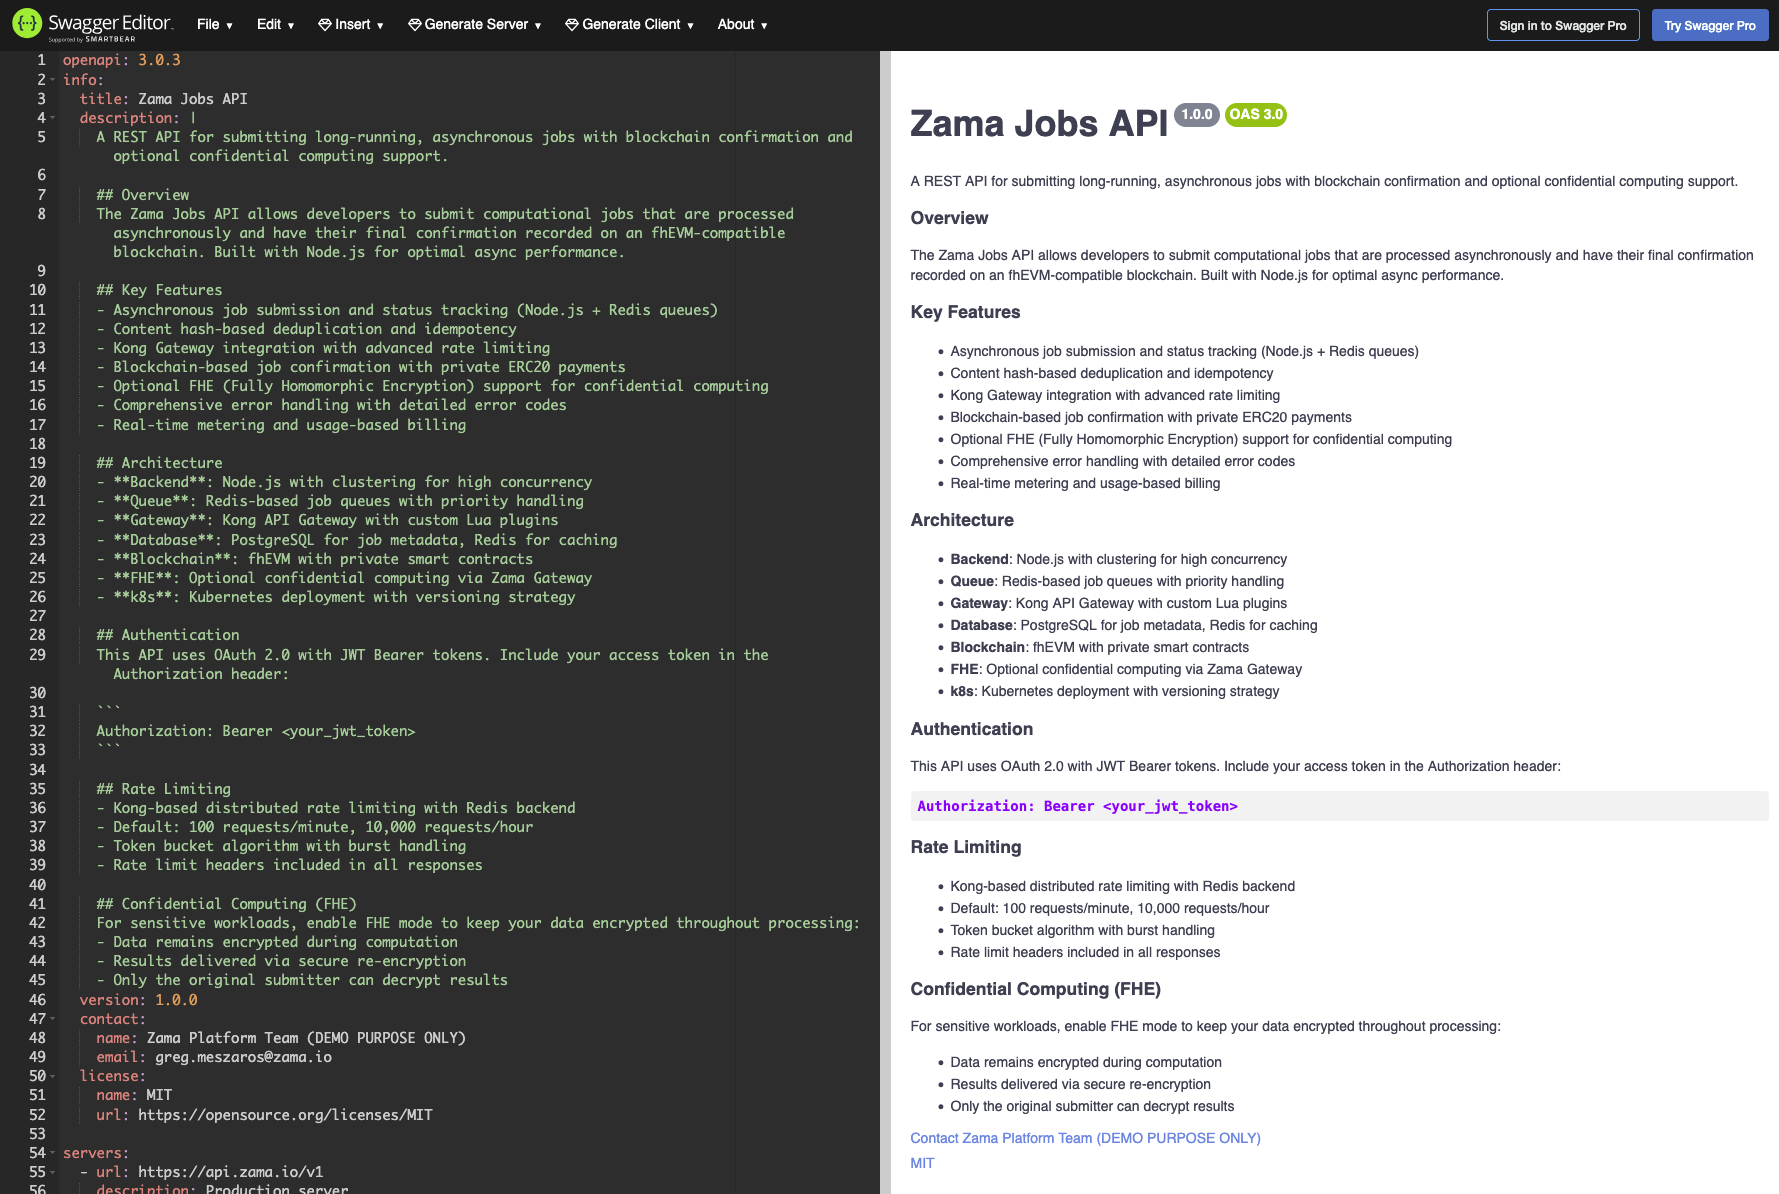 Swagger Editor.
Supported by SMARTBEAR
File ▼ Edit ▼ Insert ▼ Generate Server ▼ Generate Client ▼ About ▼
Sign in to Swagger Pro
Try Swagger Pro
1 openapi: 3.0.3
2 info:
3 title: Zama Jobs API
4 description: |
5 A REST API for submitting long-running, asynchronous jobs with blockchain confirmation and
optional confidential computing support.
6
7 ## Overview
8 The Zama Jobs API allows developers to submit computational jobs that are processed
asynchronously and have their final confirmation recorded on an fhEVM-compatible
blockchain. Built with Node.js for optimal async performance.
9
10 ## Key Features
11 - Asynchronous job submission and status tracking (Node.js + Redis queues)
12 - Content hash-based deduplication and idempotency
13 - Kong Gateway integration with advanced rate limiting
14 - Blockchain-based job confirmation with private ERC20 payments
15 - Optional FHE (Fully Homomorphic Encryption) support for confidential computing
16 - Comprehensive error handling with detailed error codes
17 - Real-time metering and usage-based billing
18
19 ## Architecture
20 - **Backend**: Node.js with clustering for high concurrency
21 - **Queue**: Redis-based job queues with priority handling
22 - **Gateway**: Kong API Gateway with custom Lua plugins
23 - **Database**: PostgreSQL for job metadata, Redis for caching
24 - **Blockchain**: fhEVM with private smart contracts
25 - **FHE**: Optional confidential computing via Zama Gateway
26 - **k8s**: Kubernetes deployment with versioning strategy
27
28 ## Authentication
29 This API uses OAuth 2.0 with JWT Bearer tokens. Include your access token in the
Authorization header:
30
31 ```
32 Authorization: Bearer <your_jwt_token>
33 ```
34
35 ## Rate Limiting
36 - Kong-based distributed rate limiting with Redis backend
37 - Default: 100 requests/minute, 10,000 requests/hour
38 - Token bucket algorithm with burst handling
39 - Rate limit headers included in all responses
40
41 ## Confidential Computing (FHE)
42 For sensitive workloads, enable FHE mode to keep your data encrypted throughout processing:
43 - Data remains encrypted during computation
44 - Results delivered via secure re-encryption
45 - Only the original submitter can decrypt results
46 version: 1.0.0
47 contact:
48 name: Zama Platform Team (DEMO PURPOSE ONLY)
49 email: greg.meszaros@zama.io
50 license:
51 name: MIT
52 url: https://opensource.org/licenses/MIT
53
54 servers:
55 - url: https://api.zama.io/v1
56 description: Production server
Zama Jobs API 1.0.0 OAS 3.0
A REST API for submitting long-running, asynchronous jobs with blockchain confirmation and optional confidential computing support.
Overview
The Zama Jobs API allows developers to submit computational jobs that are processed asynchronously and have their final confirmation
recorded on an fhEVM-compatible blockchain. Built with Node.js for optimal async performance.
Key Features
• Asynchronous job submission and status tracking (Node.js + Redis queues)
• Content hash-based deduplication and idempotency
• Kong Gateway integration with advanced rate limiting
• Blockchain-based job confirmation with private ERC20 payments
• Optional FHE (Fully Homomorphic Encryption) support for confidential computing
• Comprehensive error handling with detailed error codes
• Real-time metering and usage-based billing
Architecture
• Backend: Node.js with clustering for high concurrency
• Queue: Redis-based job queues with priority handling
• Gateway: Kong API Gateway with custom Lua plugins
• Database: PostgreSQL for job metadata, Redis for caching
• Blockchain: fhEVM with private smart contracts
• FHE: Optional confidential computing via Zama Gateway
• k8s: Kubernetes deployment with versioning strategy
Authentication
This API uses OAuth 2.0 with JWT Bearer tokens. Include your access token in the Authorization header:
Authorization: Bearer <your_jwt_token>
Rate Limiting
• Kong-based distributed rate limiting with Redis backend
• Default: 100 requests/minute, 10,000 requests/hour
• Token bucket algorithm with burst handling
• Rate limit headers included in all responses
Confidential Computing (FHE)
For sensitive workloads, enable FHE mode to keep your data encrypted throughout processing:
• Data remains encrypted during computation
• Results delivered via secure re-encryption
• Only the original submitter can decrypt results
Contact Zama Platform Team (DEMO PURPOSE ONLY)
MIT